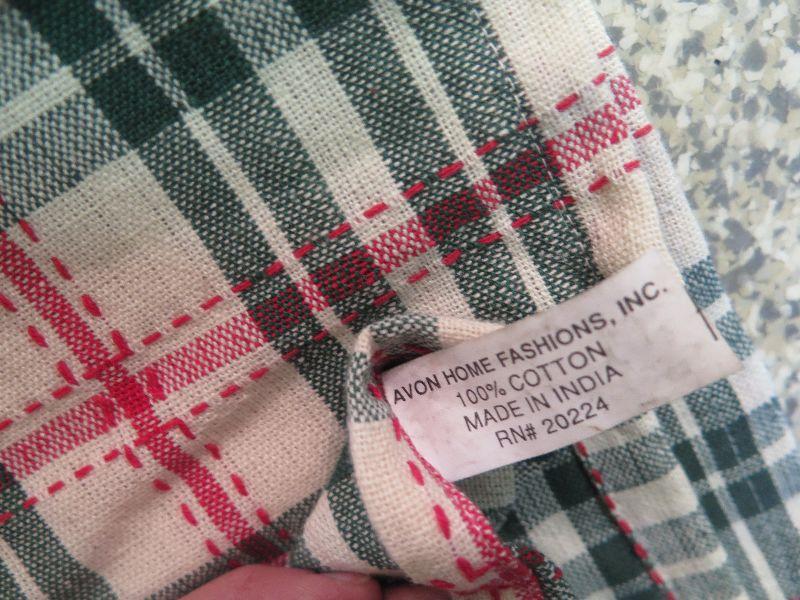 AVON HOME FASHIONS, INC.
100% COTTON
MADE IN INDIA
RN# 20224